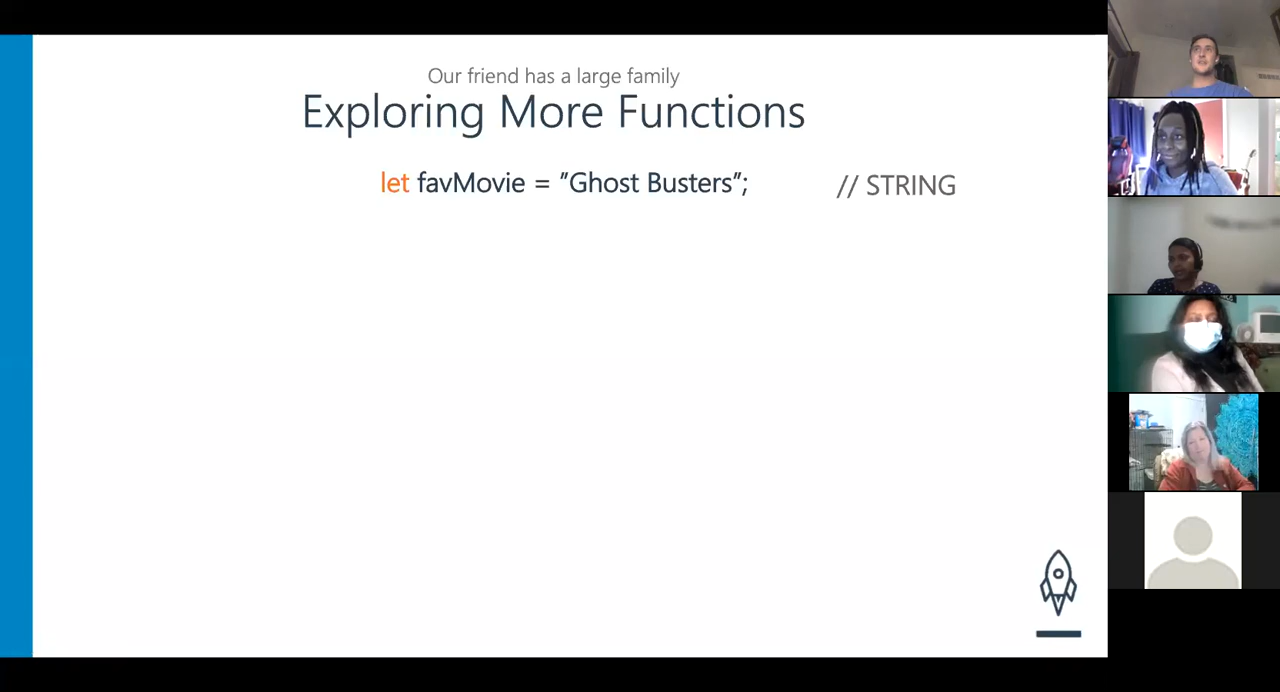 Our friend has a large family
Exploring More Functions
let favMovie = ”Ghost Busters”; // STRING